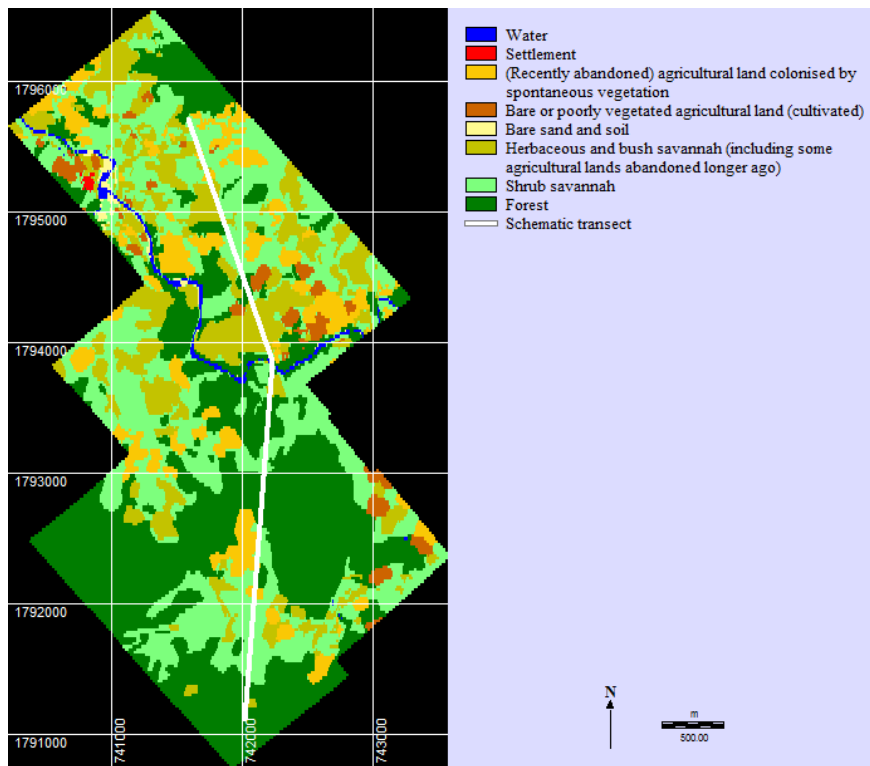 Water
Settlement
(Recently abandoned) agricultural land colonised by
spontaneous vegetation
Bare or poorly vegetated agricultural land (cultivated)
Bare sand and soil
Herbaceous and bush savannah (including some
agricultural lands abandoned longer ago)
Shrub savannah
Forest
Schematic transect
1796000
1795000
1794000
1793000
1792000
1791000
741000
742000
743000
N
m
500.00